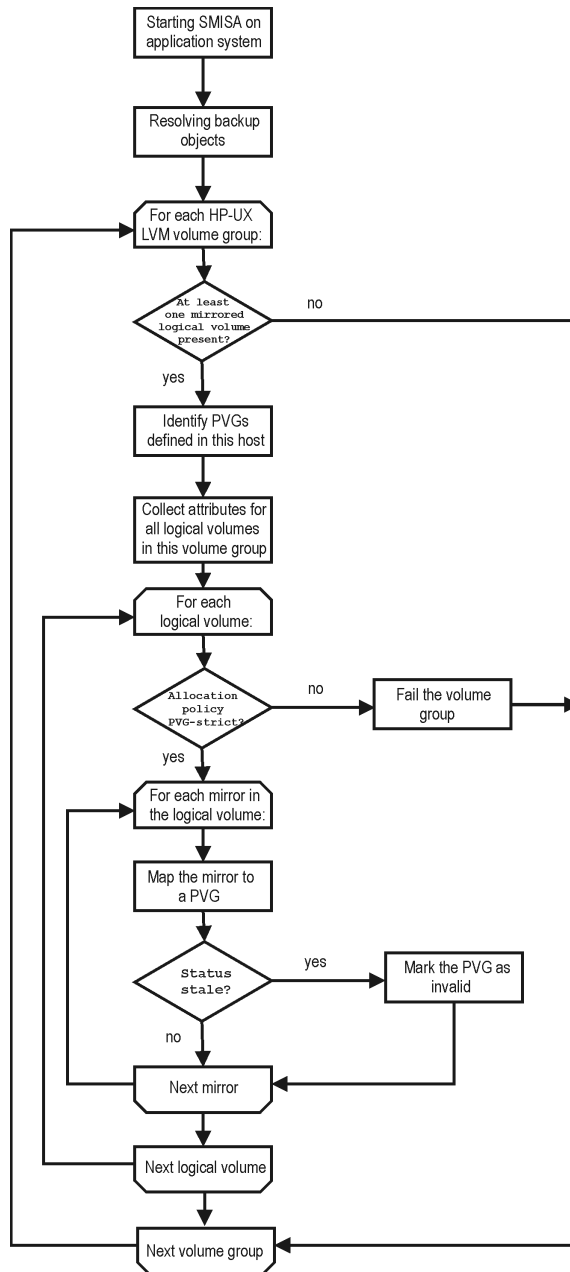 Starting SMISA on
application system
Resolving backup
objects
For each HP-UX
LVM volume group:
At least
one mirrored
logical volume
present?
no
yes
Identify PVGs
defined in this host
Collect attributes for
all logical volumes
in this volume group
For each
logical volume:
Allocation
policy
PVG-strict?
no
Fail the volume
group
yes
For each mirror in
the logical volume:
Map the mirror to
a PVG
Status
stale?
yes
Mark the PVG as
invalid
no
Next mirror
Next logical volume
Next volume group